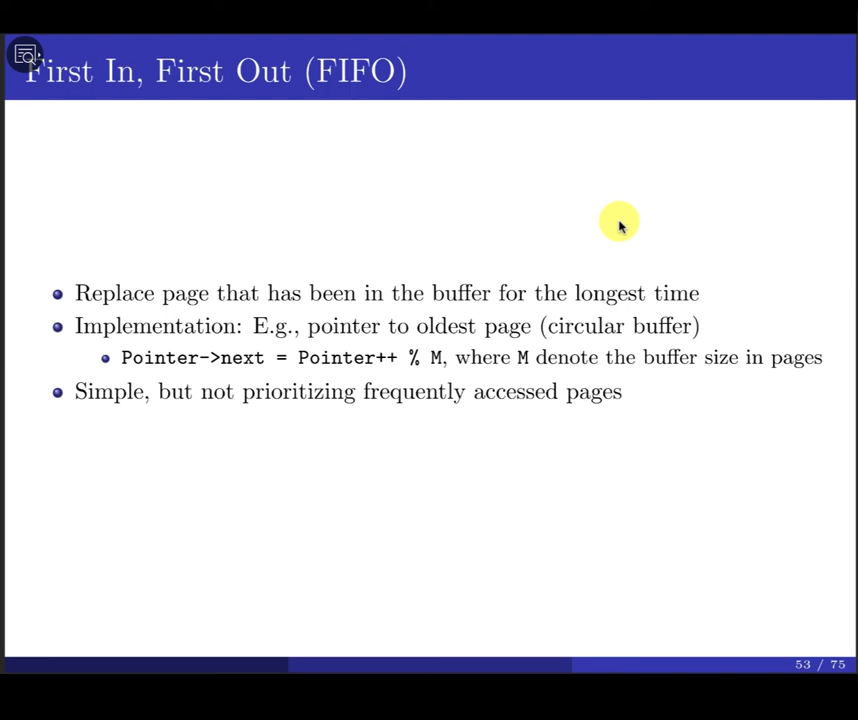 First In, First Out (FIFO)
Replace page that has been in the buffer for the longest time
Implementation: E.g., pointer to oldest page (circular buffer)
Pointer->next = Pointer++ % M, where M denote the buffer size in pages
Simple, but not prioritizing frequently accessed pages
53 / 75